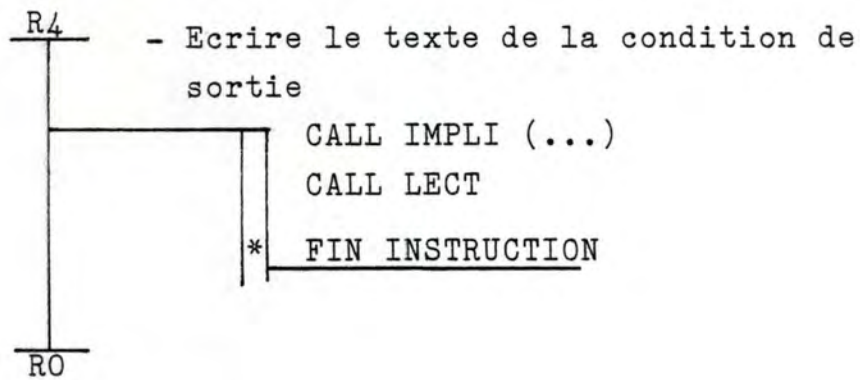 R4 - Ecrire le texte de la condition de
sortie
CALL IMPLI (...)
CALL LECT
* FIN INSTRUCTION
RO